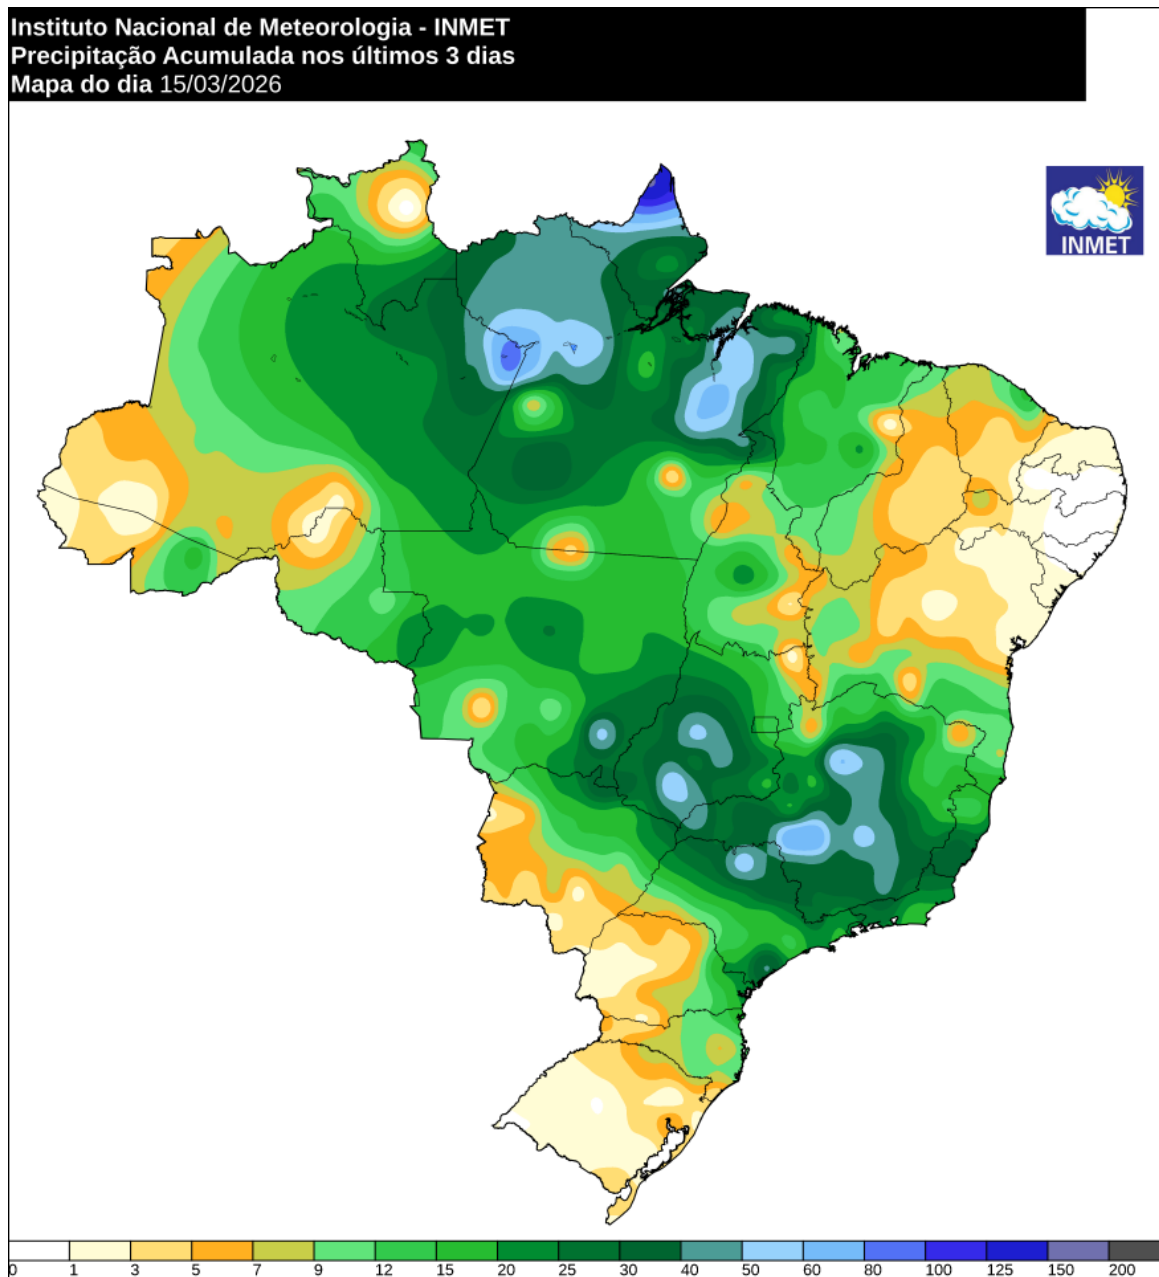 Instituto Nacional de Meteorologia - INMET
Precipitação Acumulada nos últimos 3 dias
Mapa do dia 15/03/2026
INMET
0 1 3 5 7 9 12 15 20 25 30 40 50 60 80 100 125 150 200